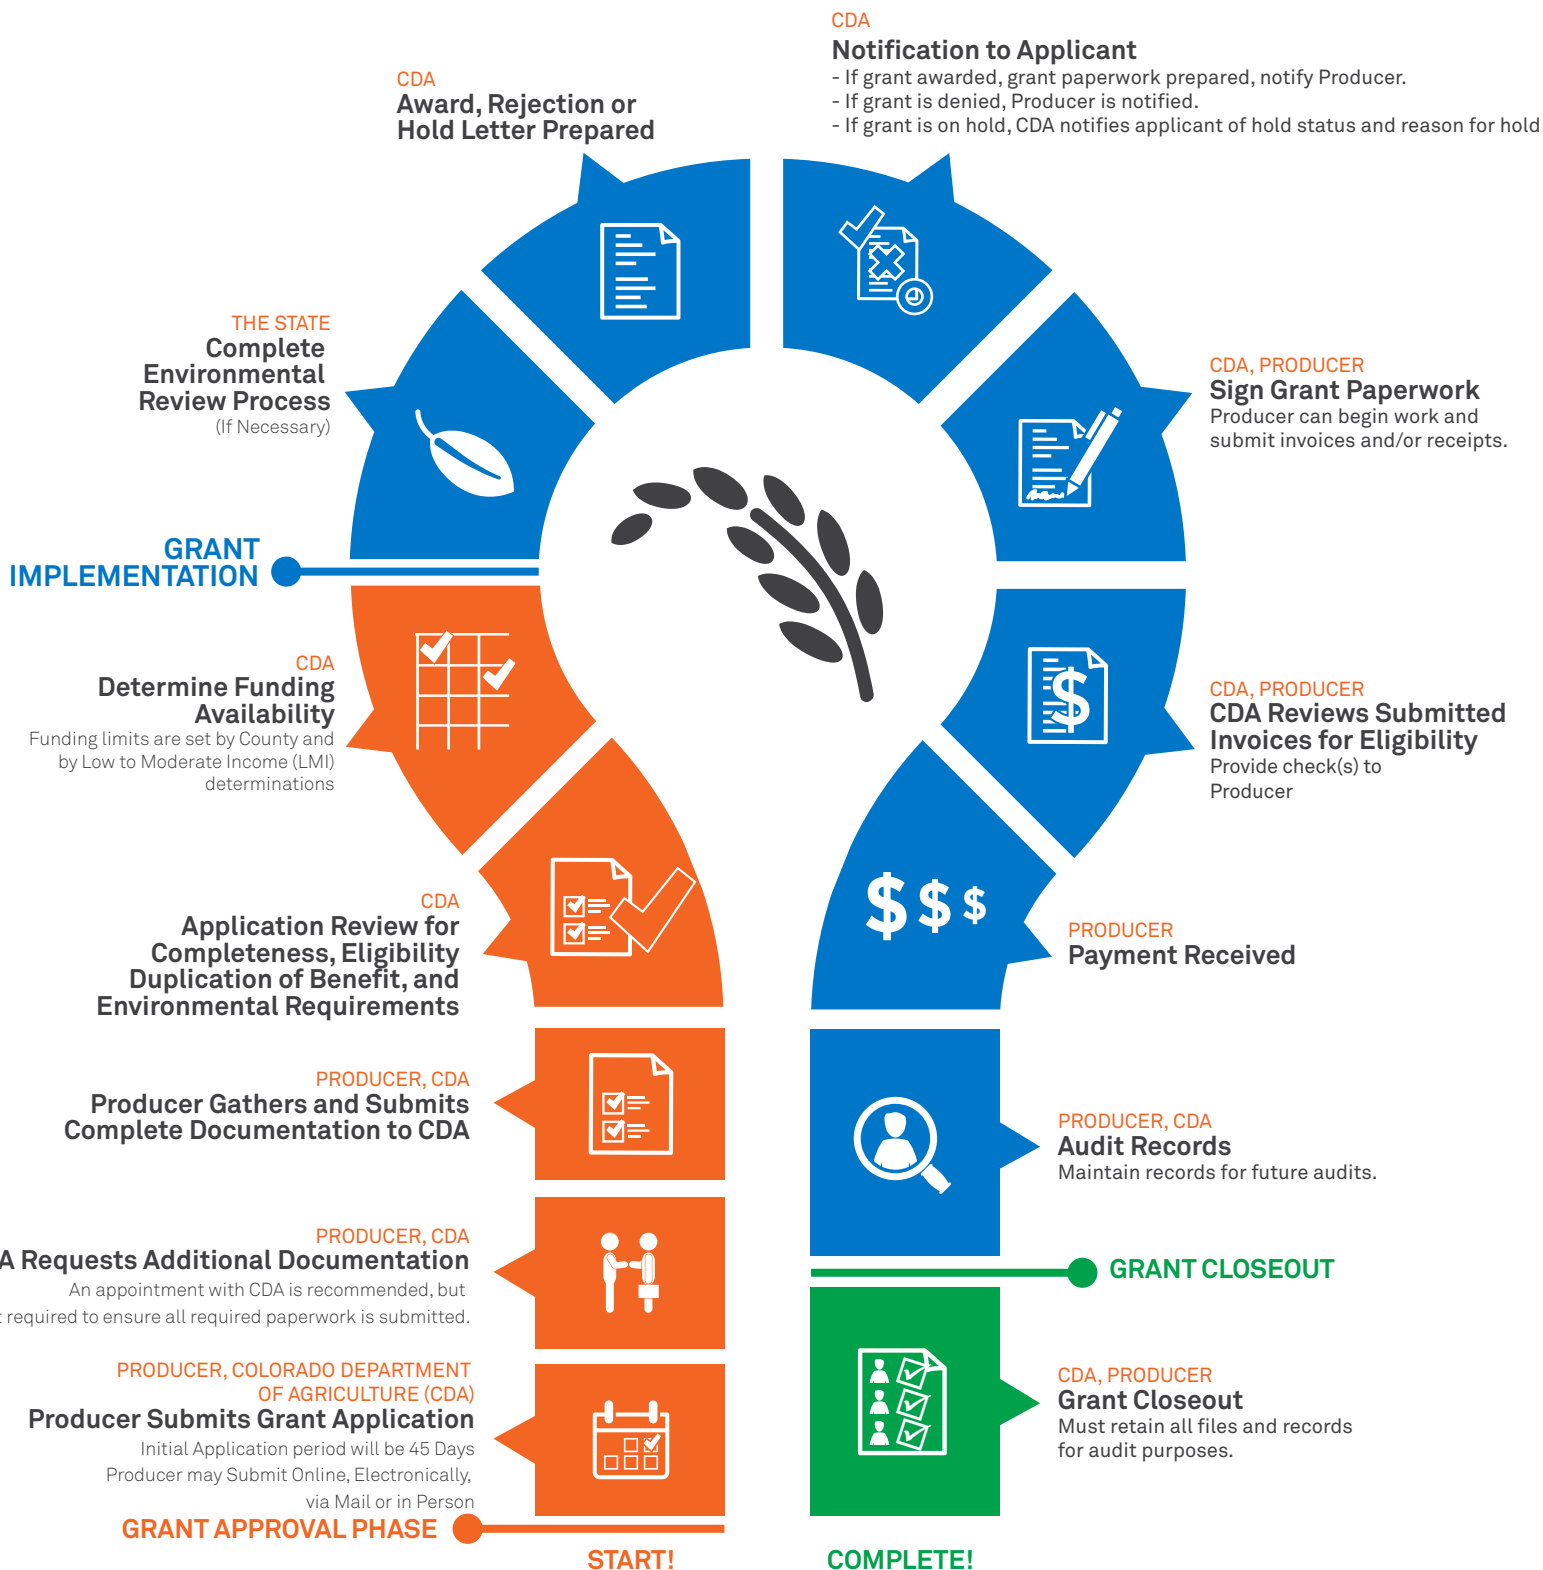 CDA
Notification to Applicant
- If grant awarded, grant paperwork prepared, notify Producer.
- If grant is denied, Producer is notified.
- If grant is on hold, CDA notifies applicant of hold status and reason for hold
CDA
Award, Rejection or
Hold Letter Prepared
THE STATE
Complete
Environmental
Review Process
(If Necessary)
CDA, PRODUCER
Sign Grant Paperwork
Producer can begin work and
submit invoices and/or receipts.
GRANT
IMPLEMENTATION
CDA
Determine Funding
Availability
Funding limits are set by County and
by Low to Moderate Income (LMI)
determinations
CDA, PRODUCER
CDA Reviews Submitted
Invoices for Eligibility
Provide check(s) to
Producer
$
$ $ $
CDA
Application Review for
Completeness, Eligibility
Duplication of Benefit, and
Environmental Requirements
PRODUCER
Payment Received
PRODUCER, CDA
Producer Gathers and Submits
Complete Documentation to CDA
PRODUCER, CDA
Audit Records
Maintain records for future audits.
PRODUCER, CDA
A Requests Additional Documentation
An appointment with CDA is recommended, but
t required to ensure all required paperwork is submitted.
GRANT CLOSEOUT
PRODUCER, COLORADO DEPARTMENT
OF AGRICULTURE (CDA)
Producer Submits Grant Application
Initial Application period will be 45 Days
Producer may Submit Online, Electronically,
via Mail or in Person
CDA, PRODUCER
Grant Closeout
Must retain all files and records
for audit purposes.
GRANT APPROVAL PHASE
START!
COMPLETE!